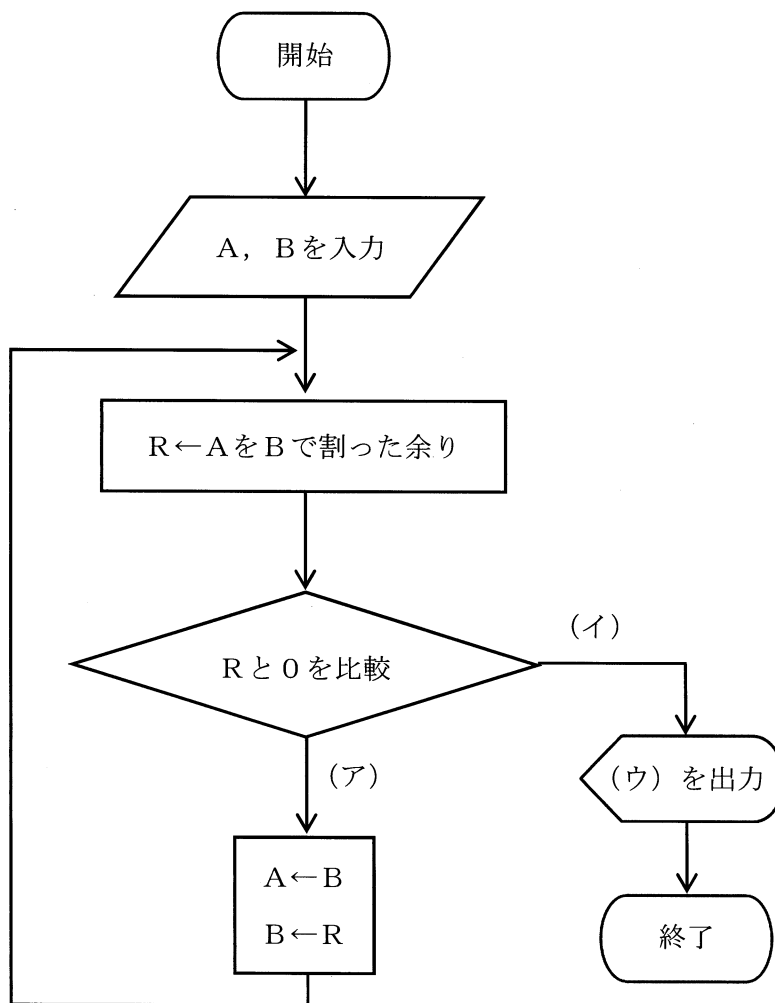 開始
A，Bを入力
R←AをBで割った余り
Rと0を比較
（イ）
（ア）
（ウ）を出力
A←B
B←R
終了